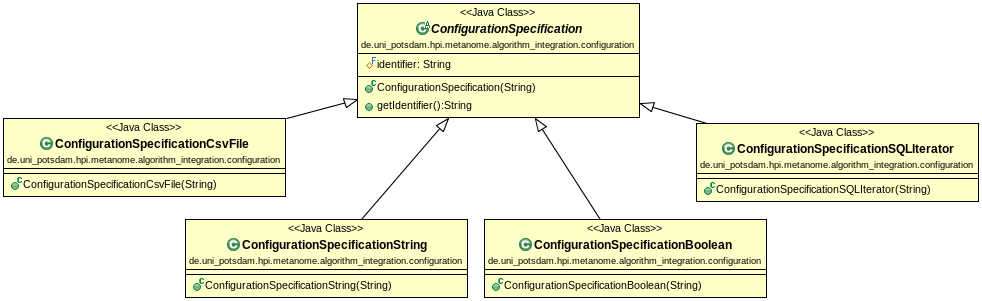 <<Java Class>>
ConfigurationSpecification
de.uni_potsdam.hpi.metanome.algorithm_integration.configuration
identifier: String
ConfigurationSpecification(String)
getIdentifier():String
<<Java Class>>
ConfigurationSpecificationCsvFile
de.uni_potsdam.hpi.metanome.algorithm_integration.configuration
ConfigurationSpecificationCsvFile(String)
<<Java Class>>
ConfigurationSpecificationSQLIterator
de.uni_potsdam.hpi.metanome.algorithm_integration.configuration
ConfigurationSpecificationSQLIterator(String)
<<Java Class>>
ConfigurationSpecificationString
de.uni_potsdam.hpi.metanome.algorithm_integration.configuration
ConfigurationSpecificationString(String)
<<Java Class>>
ConfigurationSpecificationBoolean
de.uni_potsdam.hpi.metanome.algorithm_integration.configuration
ConfigurationSpecificationBoolean(String)